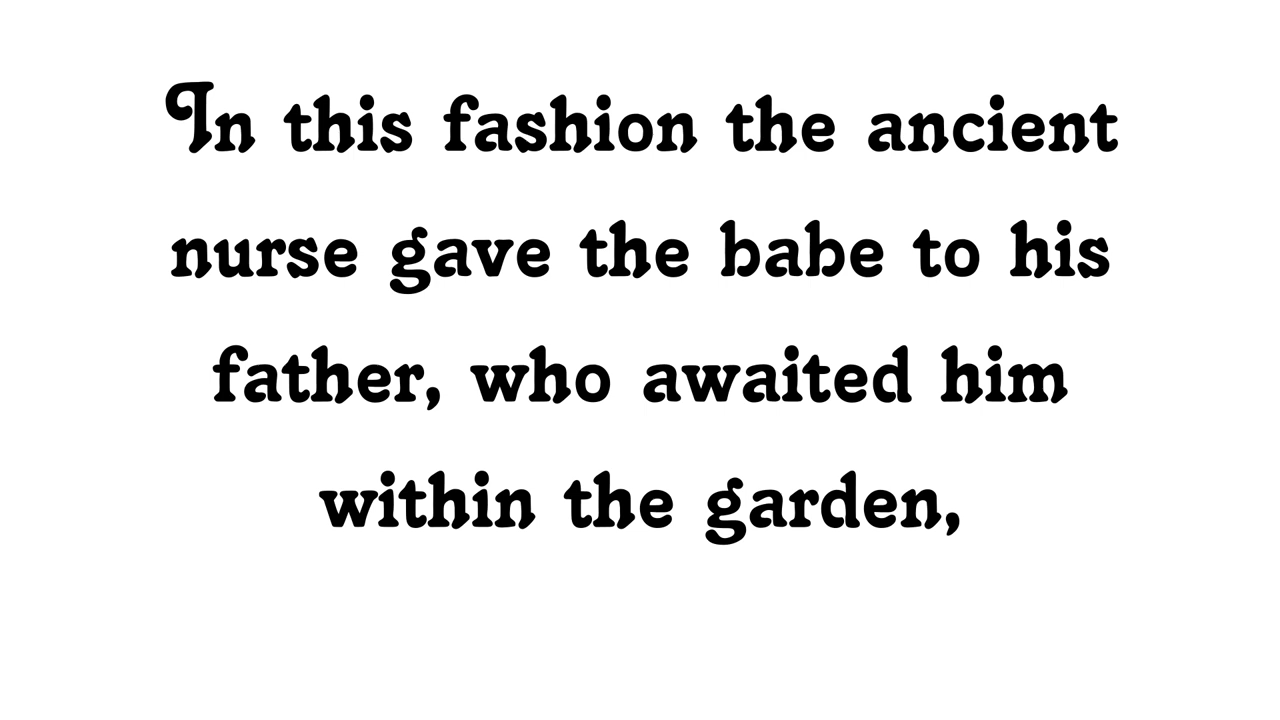 In this fashion the ancient
nurse gave the babe to his
father, who awaited him
within the garden,